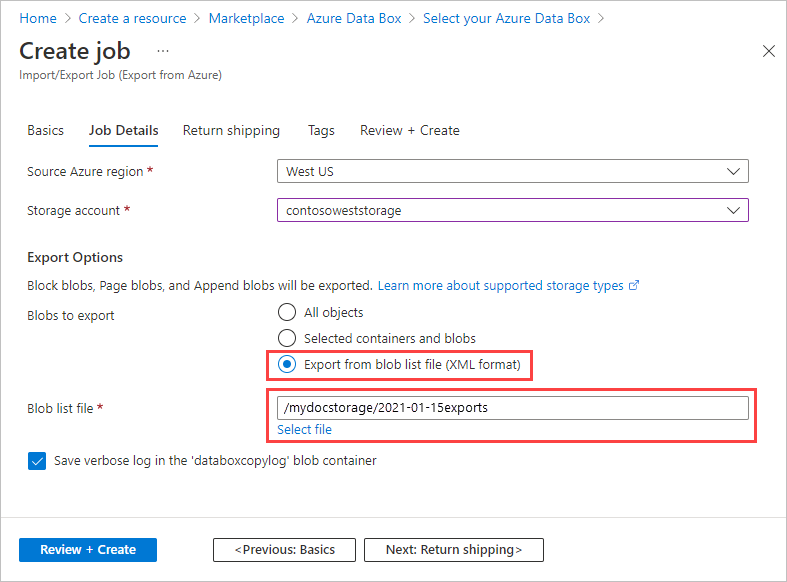 Home > Create a resource > Marketplace > Azure Data Box > Select your Azure Data Box >
Create job ...
Import/Export Job (Export from Azure)
Basics Job Details Return shipping Tags Review + Create
Source Azure region * West US
Storage account * contosoweststorage
Export Options
Block blobs, Page blobs, and Append blobs will be exported. Learn more about supported storage types
Blobs to export
All objects
Selected containers and blobs
Export from blob list file (XML format)
Blob list file * /mydocstorage/2021-01-15exports
Select file
Save verbose log in the 'databoxcopylog' blob container
Review + Create <Previous: Basics Next: Return shipping>